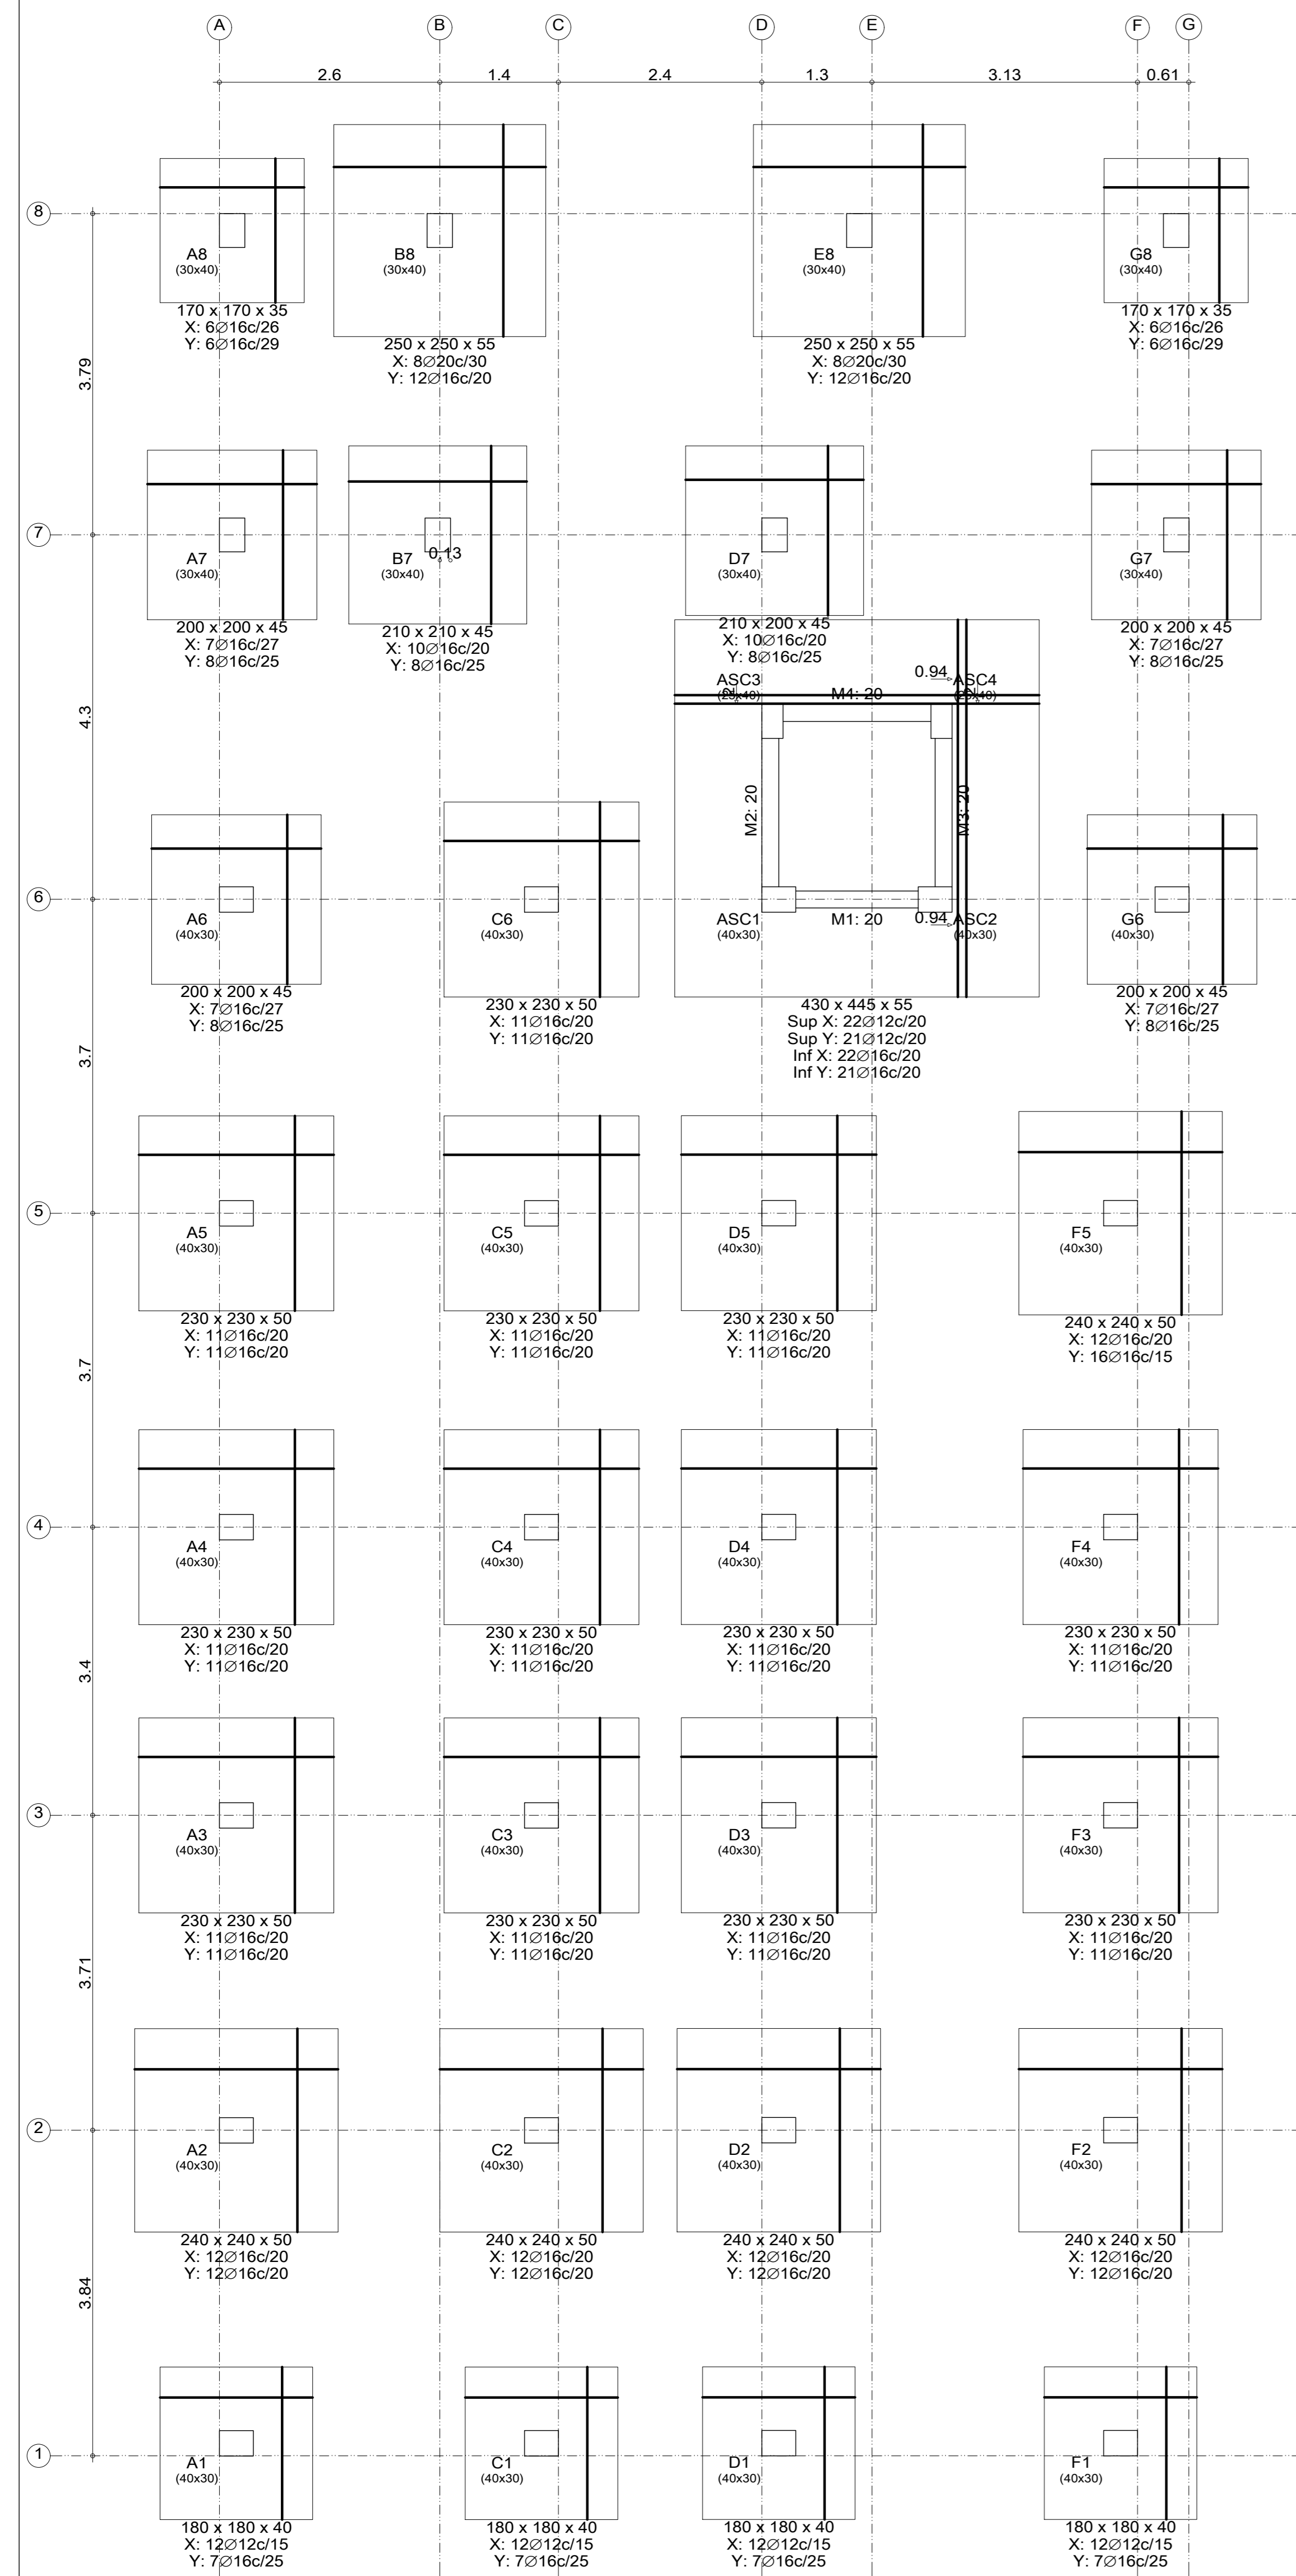 A B C D E F G
2.6 1.4 2.4 1.3 3.13 0.61
8
A8 B8 E8 G8
(30x40) (30x40) (30x40) (30x40)
170 x 170 x 35 170 x 170 x 35
X: 6∅16c/26 X: 6∅16c/26
Y: 6∅16c/29 Y: 6∅16c/29
250 x 250 x 55 250 x 250 x 55
X: 8∅20c/30 X: 8∅20c/30
Y: 12∅16c/20 Y: 12∅16c/20
3.79
7
0.13
A7 B7 D7 G7
(30x40) (30x40) (30x40) (30x40)
200 x 200 x 45 210 x 210 x 45 210 x 200 x 45 200 x 200 x 45
X: 7∅16c/27 X: 10∅16c/20 X: 10∅16c/20 X: 7∅16c/27
Y: 8∅16c/25 Y: 8∅16c/25 Y: 8∅16c/25 Y: 8∅16c/25
4.3
0.94
ASC3 M4: 20 ASC4
M2: 20 M3: 20
6
A6 C6 ASC1 M1: 20 0.94 ASC2 G6
(40x30) (40x30) (40x30) (40x30) (40x30)
200 x 200 x 45 230 x 230 x 50 430 x 445 x 55 200 x 200 x 45
X: 7∅16c/27 X: 11∅16c/20 Sup X: 22∅12c/20 X: 7∅16c/27
Y: 8∅16c/25 Y: 11∅16c/20 Sup Y: 21∅12c/20 Y: 8∅16c/25
Inf X: 22∅16c/20
Inf Y: 21∅16c/20
3.7
5
A5 C5 D5 F5
(40x30) (40x30) (40x30) (40x30)
230 x 230 x 50 230 x 230 x 50 230 x 230 x 50 240 x 240 x 50
X: 11∅16c/20 X: 11∅16c/20 X: 11∅16c/20 X: 12∅16c/20
Y: 11∅16c/20 Y: 11∅16c/20 Y: 11∅16c/20 Y: 16∅16c/15
3.7
4
A4 C4 D4 F4
(40x30) (40x30) (40x30) (40x30)
230 x 230 x 50 230 x 230 x 50 230 x 230 x 50 230 x 230 x 50
X: 11∅16c/20 X: 11∅16c/20 X: 11∅16c/20 X: 11∅16c/20
Y: 11∅16c/20 Y: 11∅16c/20 Y: 11∅16c/20 Y: 11∅16c/20
3.4
3
A3 C3 D3 F3
(40x30) (40x30) (40x30) (40x30)
230 x 230 x 50 230 x 230 x 50 230 x 230 x 50 230 x 230 x 50
X: 11∅16c/20 X: 11∅16c/20 X: 11∅16c/20 X: 11∅16c/20
Y: 11∅16c/20 Y: 11∅16c/20 Y: 11∅16c/20 Y: 11∅16c/20
3.71
2
A2 C2 D2 F2
(40x30) (40x30) (40x30) (40x30)
240 x 240 x 50 240 x 240 x 50 240 x 240 x 50 240 x 240 x 50
X: 12∅16c/20 X: 12∅16c/20 X: 12∅16c/20 X: 12∅16c/20
Y: 12∅16c/20 Y: 12∅16c/20 Y: 12∅16c/20 Y: 12∅16c/20
3.84
1
A1 C1 D1 F1
(40x30) (40x30) (40x30) (40x30)
180 x 180 x 40 180 x 180 x 40 180 x 180 x 40 180 x 180 x 40
X: 12∅12c/15 X: 12∅12c/15 X: 12∅12c/15 X: 12∅12c/15
Y: 7∅16c/25 Y: 7∅16c/25 Y: 7∅16c/25 Y: 7∅16c/25